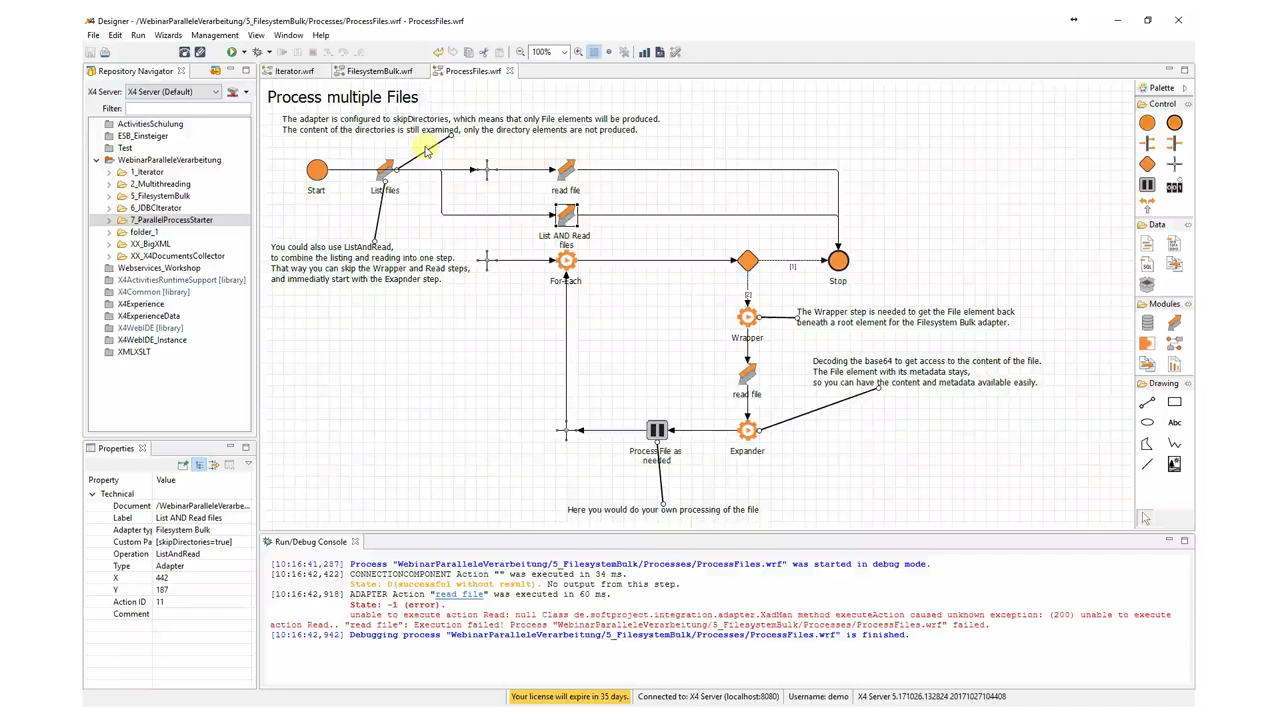 X4 Designer - /WebinarParalleleVerarbeitung/5_FilesystemBulk/Processes/ProcessFiles.wrf - ProcessFiles.wrf
File Edit Run Wizards Management View Window Help
100%
Repository Navigator
X4 Server: X4 Server (Default)
Filter:
ActivitiesSchulung
ESB_Einsteiger
Test
WebinarParalleleVerarbeitung
1_Iterator
2_Multithreading
5_FilesystemBulk
6_JDBCIterator
7_ParallelProcessStarter
folder_1
XX_BigXML
XX_X4DocumentsCollector
Webservices_Workshop
X4ActivitiesRuntimeSupport [library]
X4Common [library]
X4Experience
X4ExperienceData
X4WebIDE [library]
X4WebIDE_Instance
XMLXSLT
Properties
Property Value
Technical
Document /WebinarParalleleVerarbe...
Label List AND Read files
Adapter typ Filesystem Bulk
Custom Pa [skipDirectories=true]
Operation ListAndRead
Type Adapter
X 442
Y 187
Action ID 11
Comment
Iterator.wrf FilesystemBulk.wrf ProcessFiles.wrf
Process multiple Files
The adapter is configured to skipDirectories, which means that only File elements will be produced.
The content of the directories is still examined, only the directory elements are not produced.
Start
List files
read file
List AND Read
files
You could also use ListAndRead,
to combine the listing and reading into one step.
That way you can skip the Wrapper and Read steps,
and immediatly start with the Exapnder step.
For-Each
[1]
Stop
[2]
Wrapper
The Wrapper step is needed to get the File element back
beneath a root element for the Filesystem Bulk adapter.
Decoding the base64 to get access to the content of the file.
The File element with its metadata stays,
so you can have the content and metadata available easily.
read file
Expander
Process File as
needed
Here you would do your own processing of the file
Palette
Control
Data
SQL
Modules
Drawing
Abc
Run/Debug Console
[10:16:41,287] Process "WebinarParalleleVerarbeitung/5_FilesystemBulk/Processes/ProcessFiles.wrf" was started in debug mode.
[10:16:42,422] CONNECTIONCOMPONENT Action "" was executed in 34 ms.
State: 0(successful without result). No output from this step.
[10:16:42,918] ADAPTER Action "read file" was executed in 60 ms.
State: -1 (error).
unable to execute action Read: null Class de.softproject.integration.adapter.XadMan method executeAction caused unknown exception: (200) unable to execute
action Read.. "read file": Execution failed! Process "WebinarParalleleVerarbeitung/5_FilesystemBulk/Processes/ProcessFiles.wrf" failed.
[10:16:42,942] Debugging process "WebinarParalleleVerarbeitung/5_FilesystemBulk/Processes/ProcessFiles.wrf" is finished.
Your license will expire in 35 days. Connected to: X4 Server (localhost:8080) Username: demo X4 Server 5.171026.132824 20171027104408